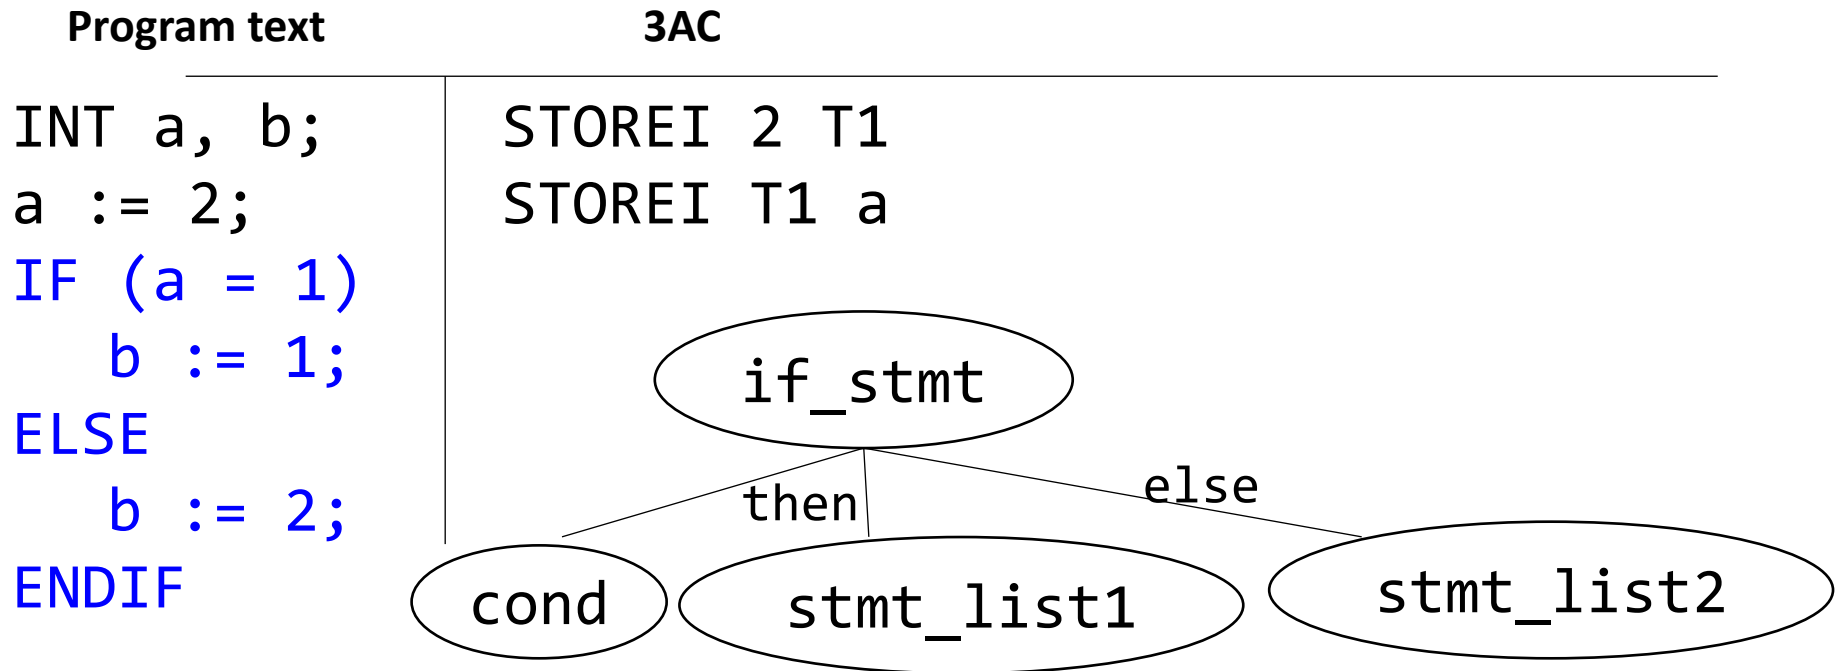 Program text 3AC
INT a, b; STOREI 2 T1
a := 2; STOREI T1 a
IF (a = 1)
b := 1;
if_stmt
ELSE
then else
b := 2;
ENDIF
cond stmt_list1 stmt_list2